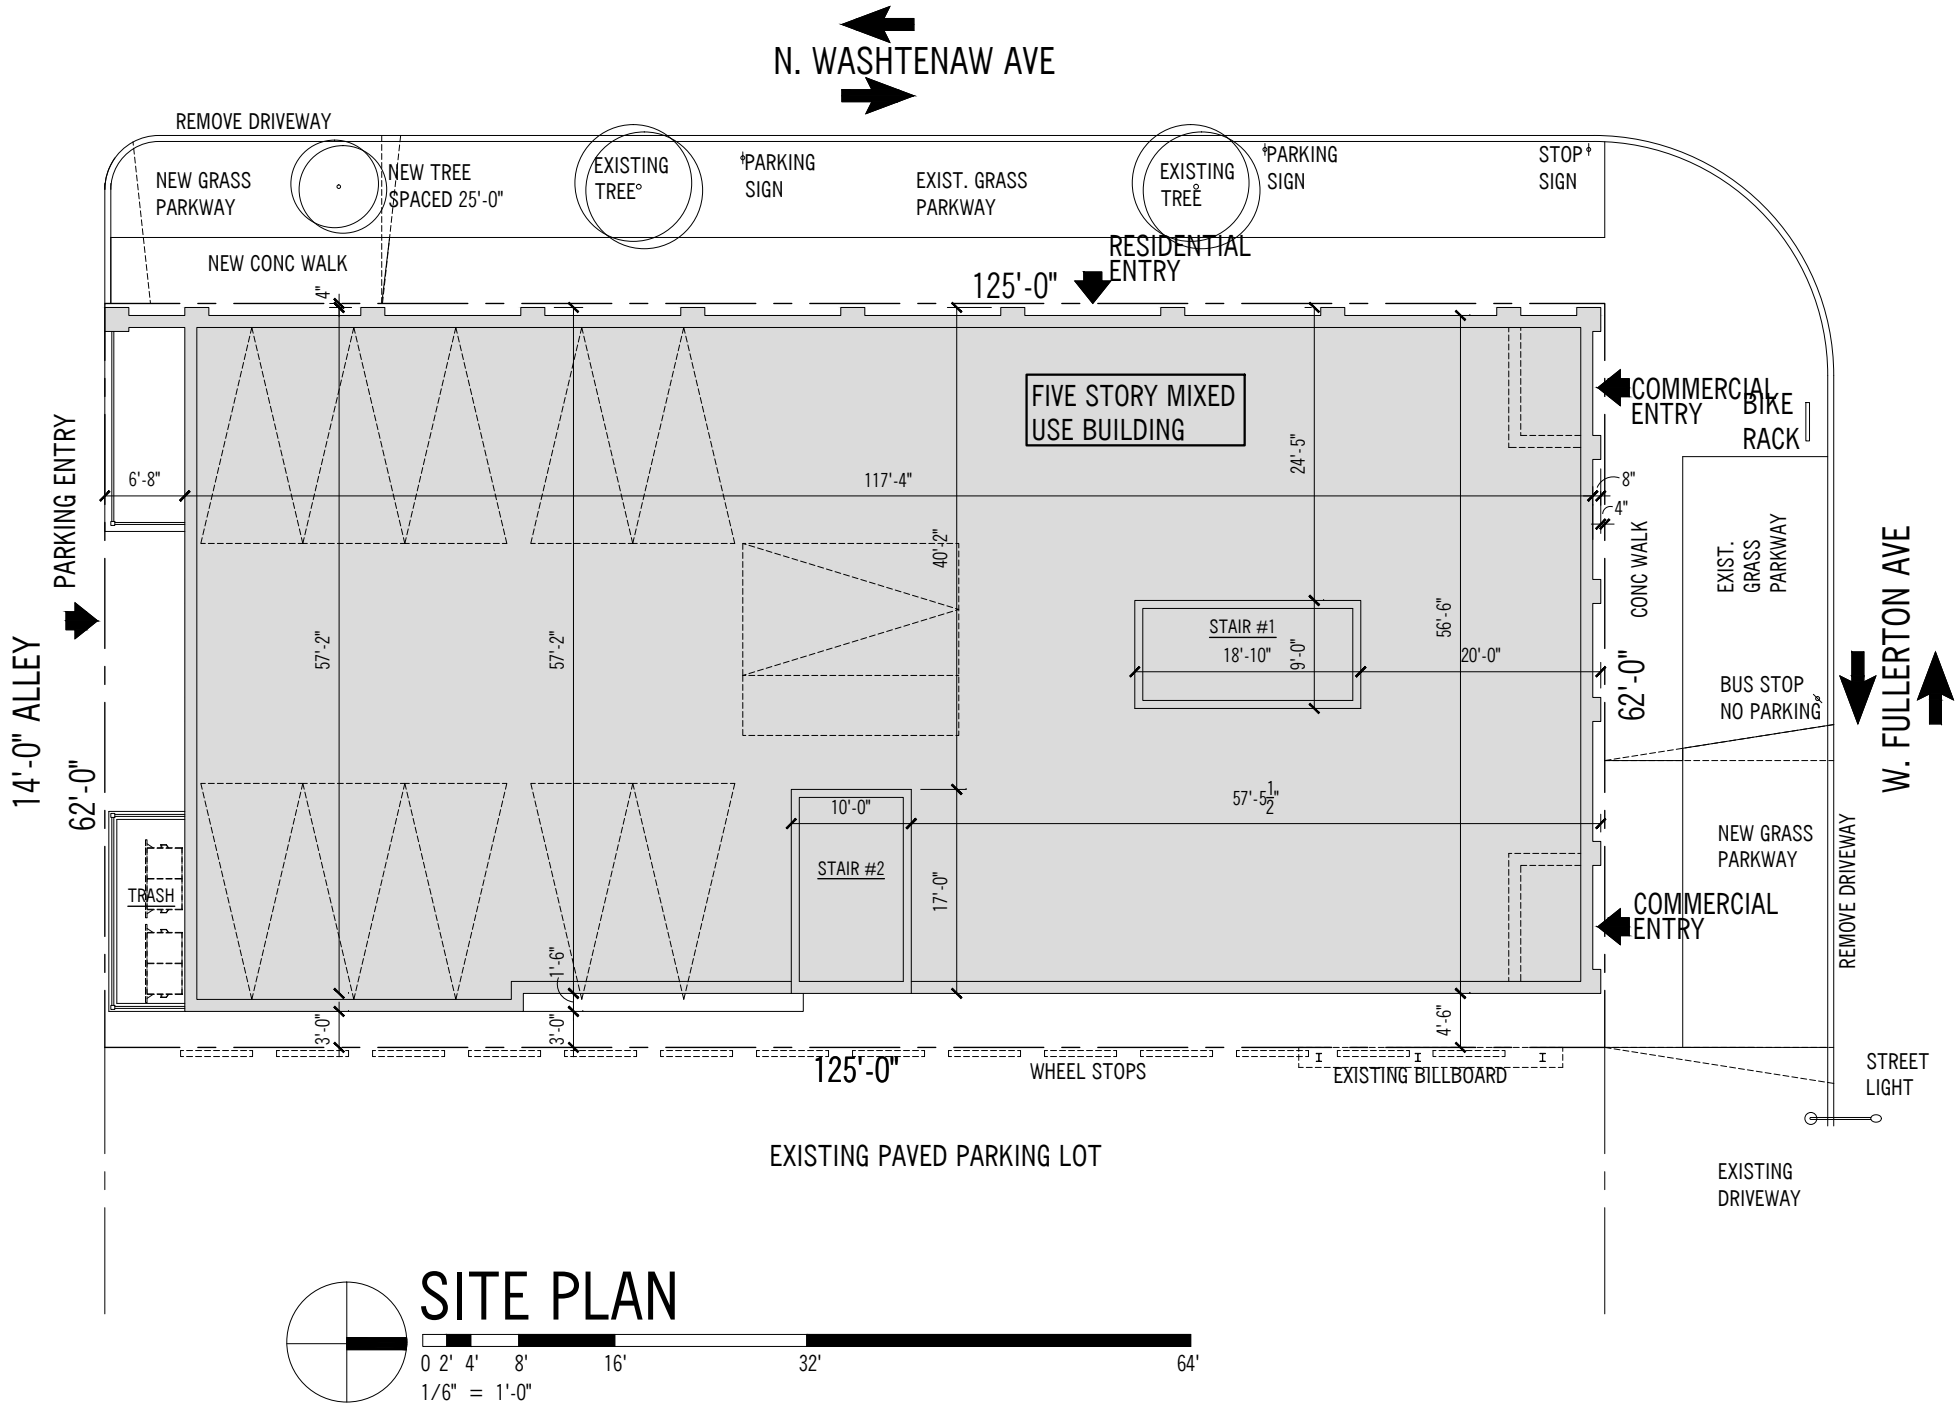 N. WASHTENAW AVE
REMOVE DRIVEWAY
NEW GRASS
PARKWAY
NEW TREE
SPACED 25'-0"
EXISTING
TREE
PARKING
SIGN
EXIST. GRASS
PARKWAY
EXISTING
TREE
PARKING
SIGN
STOP
SIGN
NEW CONC WALK
RESIDENTIAL
ENTRY
125'-0"
4"
FIVE STORY MIXED
USE BUILDING
COMMERCIAL
ENTRY
BIKE
RACK
PARKING ENTRY
14'-0" ALLEY
62'-0"
6'-8"
117'-4"
8"
4"
24'-5"
40'-2"
57'-2"
57'-2"
STAIR #1
18'-10"
9'-0"
56'-6"
20'-0"
CONC WALK
62'-0"
EXIST.
GRASS
PARKWAY
BUS STOP
NO PARKING
W. FULLERTON AVE
10'-0"
57'-5½"
STAIR #2
17'-0"
TRASH
NEW GRASS
PARKWAY
REMOVE DRIVEWAY
COMMERCIAL
ENTRY
1'-6"
3'-0"
3'-0"
4'-6"
125'-0"
WHEEL STOPS
EXISTING BILLBOARD
STREET
LIGHT
EXISTING PAVED PARKING LOT
EXISTING
DRIVEWAY
SITE PLAN
0 2' 4' 8' 16' 32' 64'
1/6" = 1'-0"